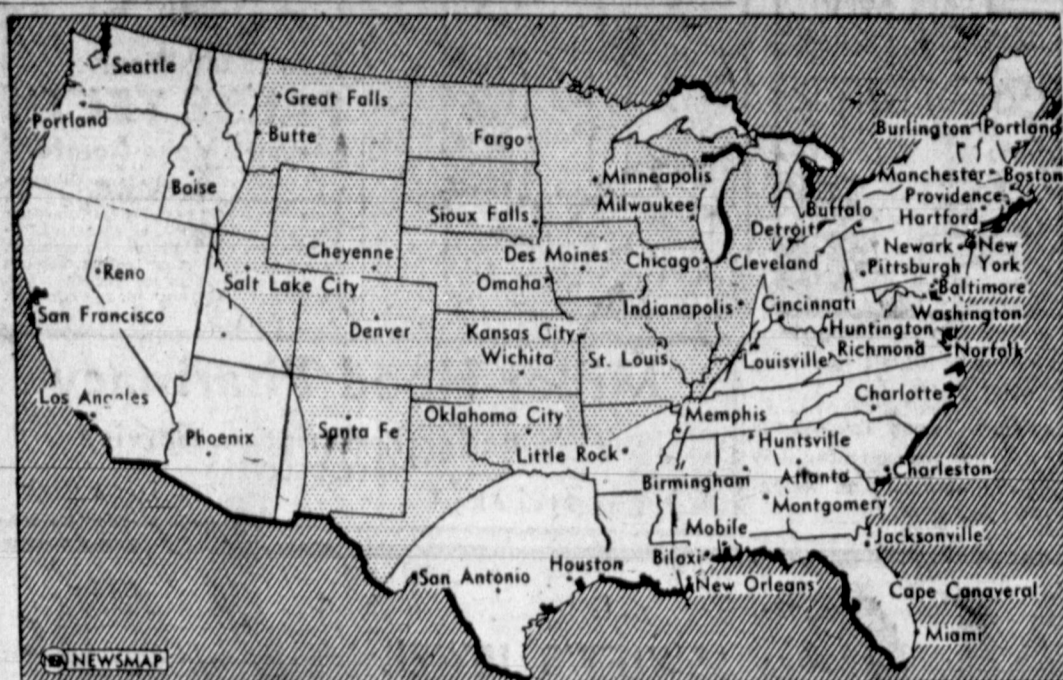 Seattle
Great Falls
Portland
Butte
Fargo
Burlington Portland
Boise
Minneapolis
Manchester Boston
Milwaukee
Providence
Sioux Falls
Buffalo
Hartford
Detroit
Cheyenne
Des Moines
Chicago
Cleveland
Newark
New York
Reno
Pittsburgh
Salt Lake City
Omaha
Baltimore
San Francisco
Indianapolis
Cincinnati
Washington
Denver
Kansas City
Huntington
Wichita
St. Louis
Louisville
Richmond
Norfolk
Los Angeles
Charlotte
Oklahoma City
Memphis
Phoenix
Santa Fe
Huntsville
Little Rock
Birmingham
Atlanta
Charleston
Montgomery
Mobile
Jacksonville
Biloxi
San Antonio
Houston
New Orleans
Cape Canaveral
Miami
NEWSMAP